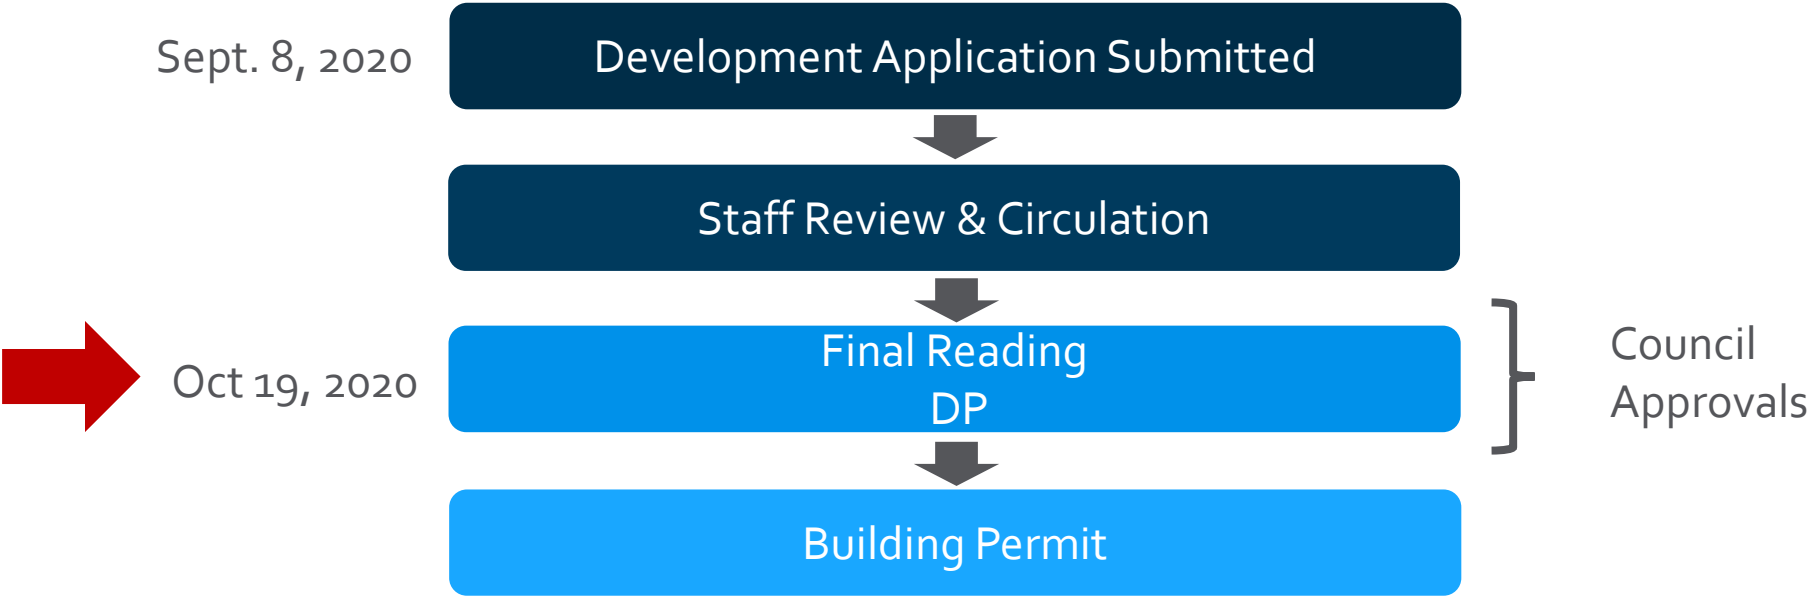 Sept. 8, 2020
Development Application Submitted
Staff Review & Circulation
Oct 19, 2020
Final Reading
DP
Council
Approvals
Building Permit